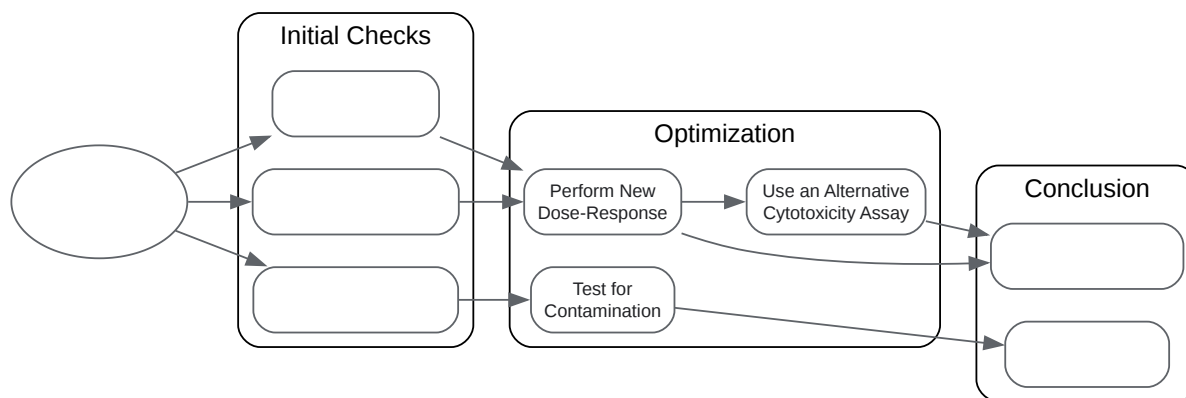 Initial Checks
Optimization
Perform New
Dose-Response
Use an Alternative
Cytotoxicity Assay
Test for
Contamination
Conclusion